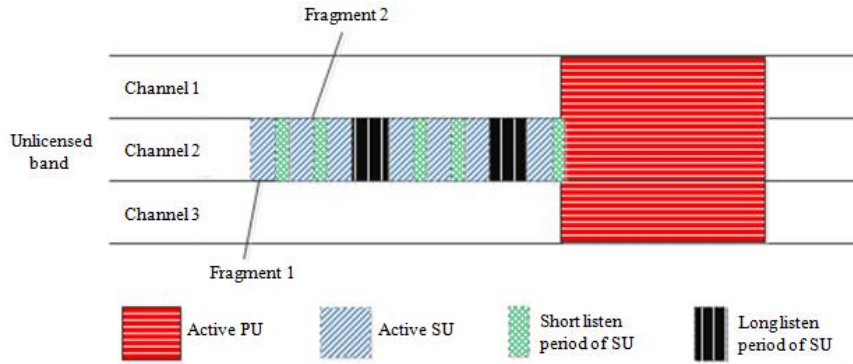 Fragment 2
Channel 1
Unlicensed
band
Channel 2
Channel 3
Fragment 1
Active PU
Active SU
Short listen
period of SU
Long listen
period of SU